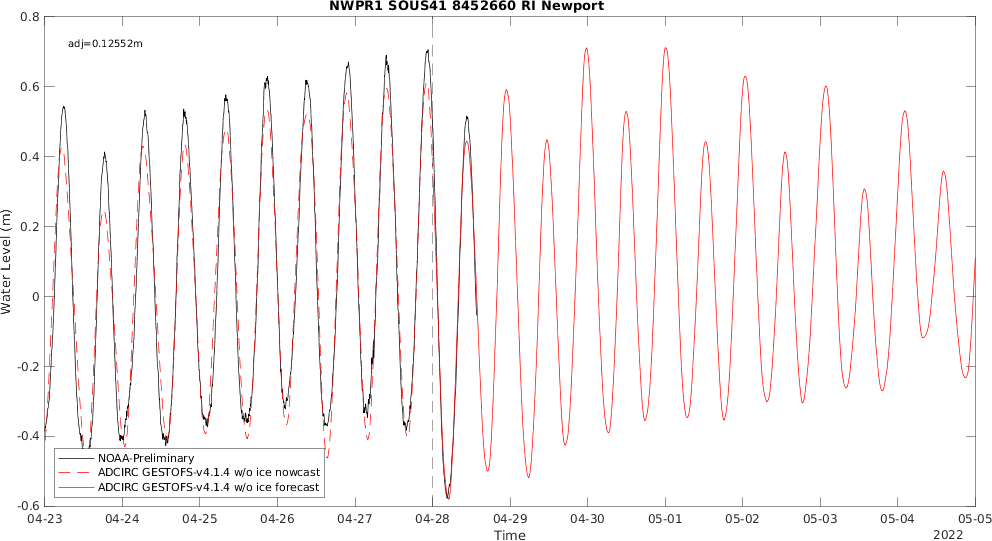 NWPR1 SOUS41 8452660 RI Newport
0.8
adj=0.12552m
0.6
0.4
0.2
0
-0.2
-0.4
-0.6
Water Level (m)
NOAA-Preliminary
ADCIRC GESTOFS-v4.1.4 w/o ice nowcast
ADCIRC GESTOFS-v4.1.4 w/o ice forecast
04-23 04-24 04-25 04-26 04-27 04-28 04-29 04-30 05-01 05-02 05-03 05-04 05-05
Time
2022